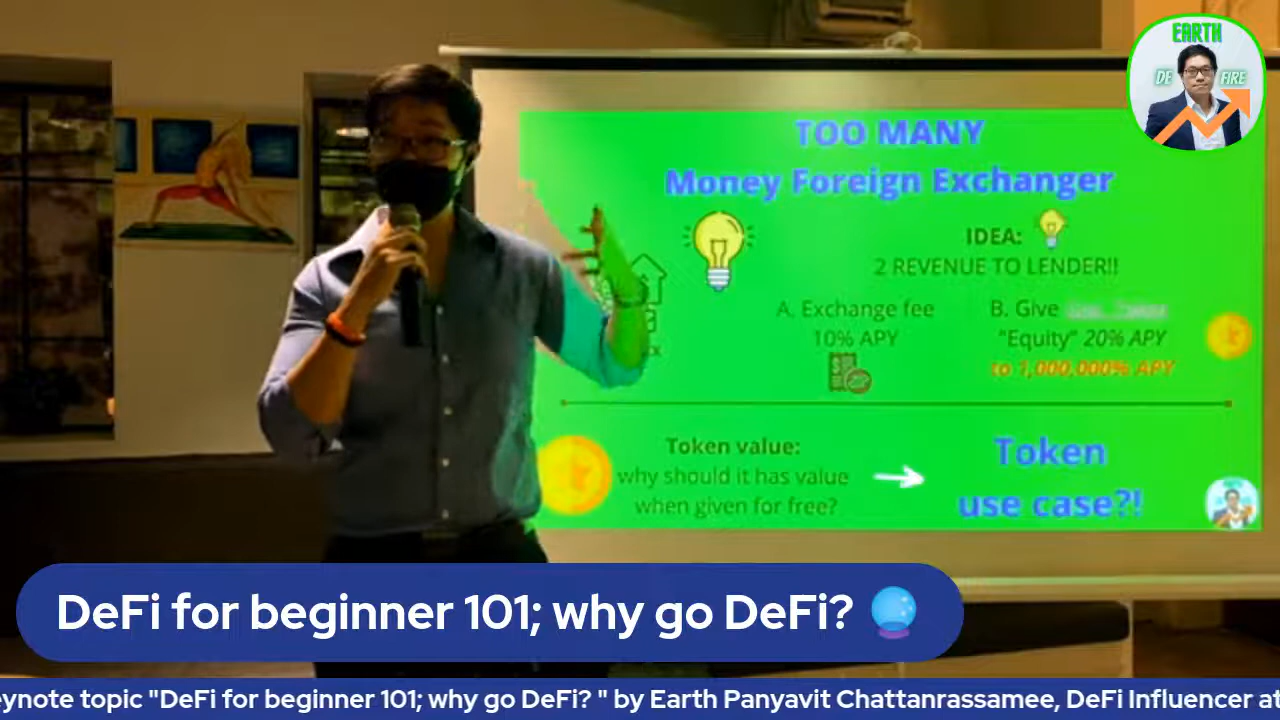 EARTH
DE FIRE
TOO MANY
Money Foreign Exchanger
IDEA:
2 REVENUE TO LENDER!!
A. Exchange fee
10% APY
B. Give
"Equity" 20% APY
to 1,000,000% APY
Token value:
why should it has value
when given for free?
Token
use case?!
DeFi for beginner 101; why go DeFi?
eynote topic "DeFi for beginner 101; why go DeFi? " by Earth Panyavit Chattanrassamee, DeFi Influencer at